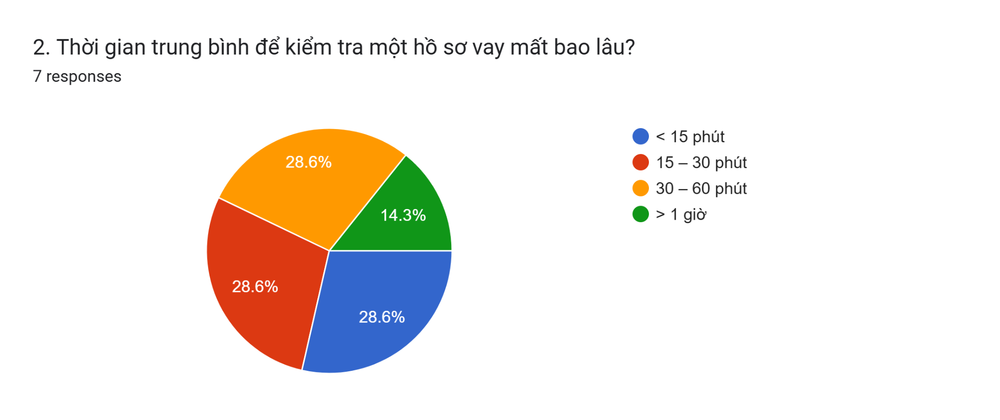 2. Thời gian trung bình để kiểm tra một hồ sơ vay mất bao lâu?
7 responses
< 15 phút
15 – 30 phút
30 – 60 phút
> 1 giờ
28.6%
14.3%
28.6%
28.6%